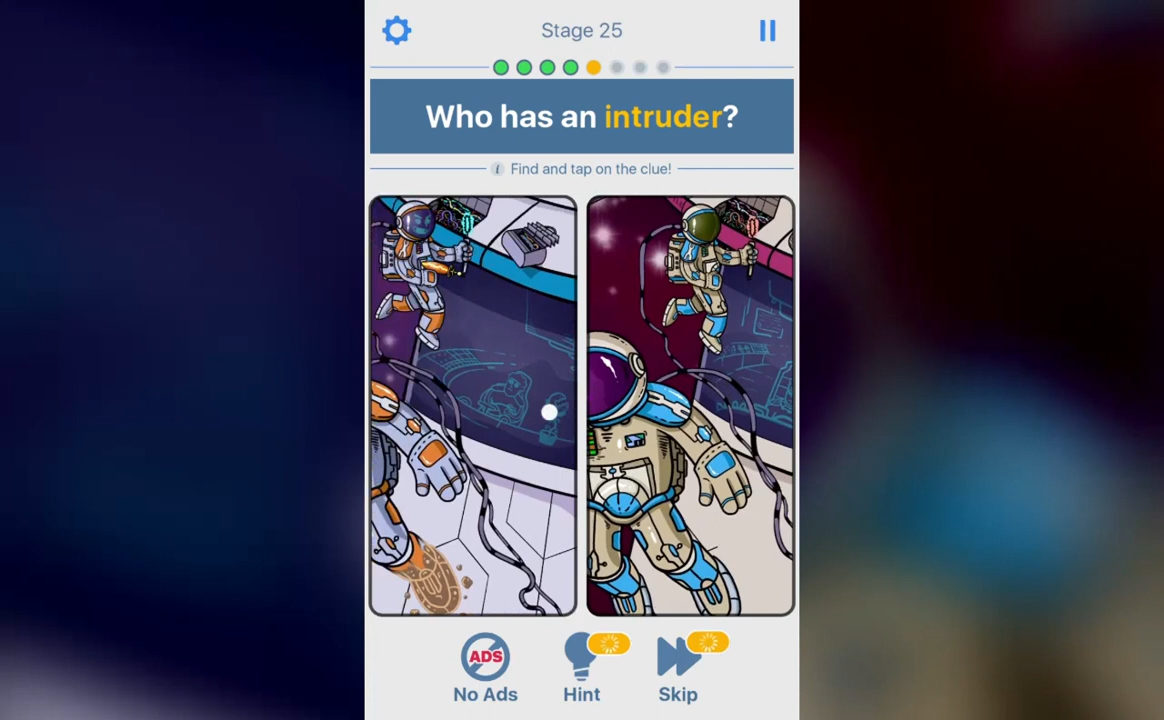 Stage 25
Who has an intruder?
i Find and tap on the clue!
ADS
No Ads
Hint
Skip